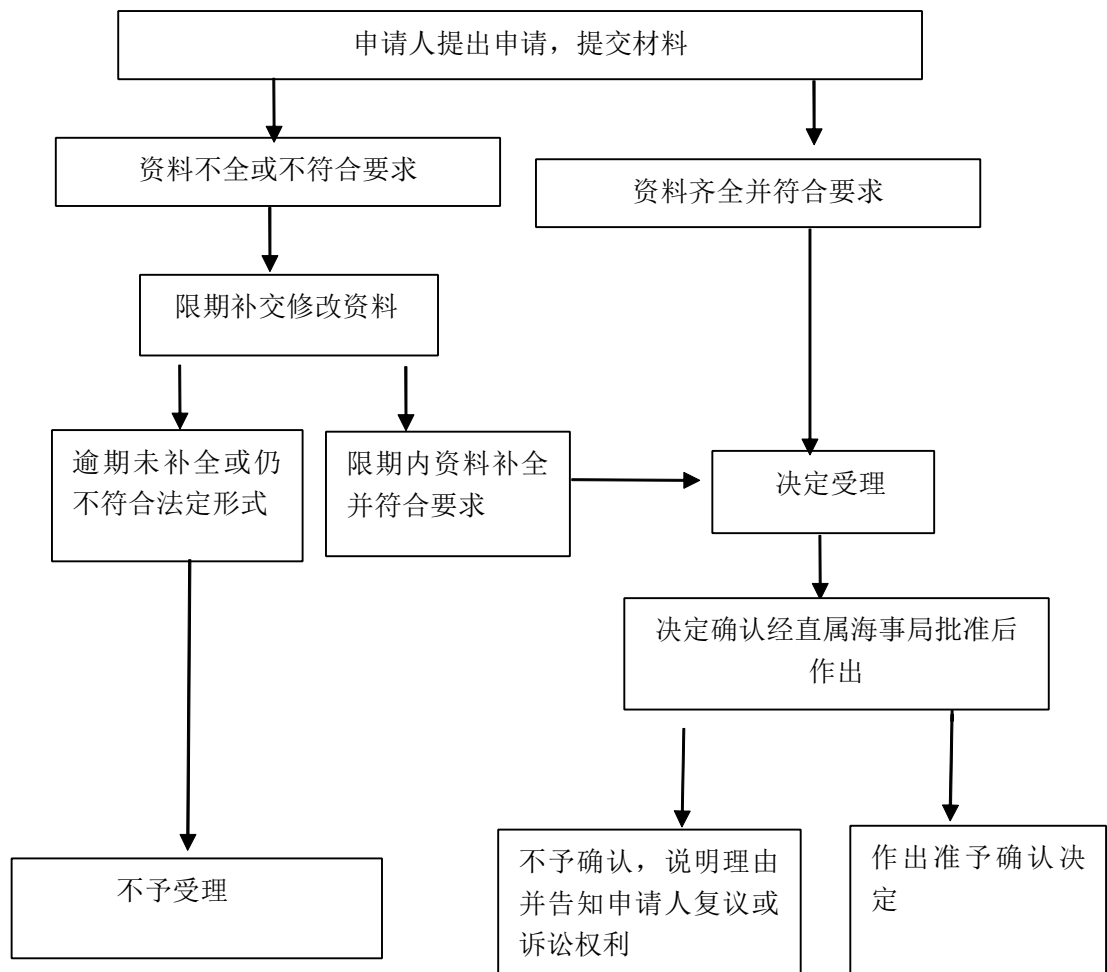 申请人提出申请，提交材料
资料不全或不符合要求
资料齐全并符合要求
限期补交修改资料
逾期未补全或仍
不符合法定形式
限期内资料补全
并符合要求
决定受理
决定确认经直属海事局批准后
作出
不予受理
不予确认，说明理由
并告知申请人复议或
诉讼权利
作出准予确认决
定